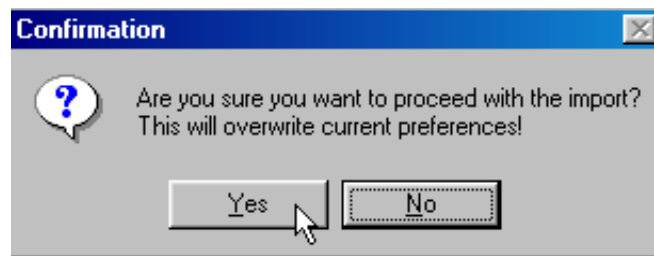 Confirmation
Are you sure you want to proceed with the import?
This will overwrite current preferences!
Yes
No